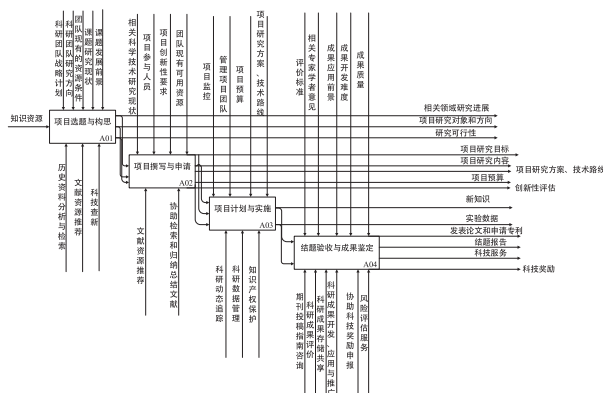 科研团队战略计划
科研团队研究方向
团队现有的资源条件
课题研究现状
课题发展前景
相关科学技术研究现状
项目参与人员
项目创新性要求
团队现有可用资源
项目监控
管理项目团队
项目预算
项目研究方案、技术路线
评价标准
相关专家学者意见
成果应用前景
成果开发难度
成果质量
知识资源
项目选题与构思
A01
相关领域研究进展
项目研究对象和方向
研究可行性
项目撰写与申请
A02
项目研究目标
项目研究内容
项目研究方案、技术路线
项目预算
创新性评估
项目计划与实施
A03
新知识
实验数据
结题验收与成果鉴定
A04
发表论文和申请专利
结题报告
科技服务
科技奖励
历史资料分析与检索
文献资源推荐
科技查新
文献资源推荐
协助检索和归纳总结文献
科研动态追踪
科研数据管理
知识产权保护
期刊投稿指南咨询
科研成果评价
科研成果存储共享
科研成果开发、应用与推广
协助科技奖励申报
风险评估服务